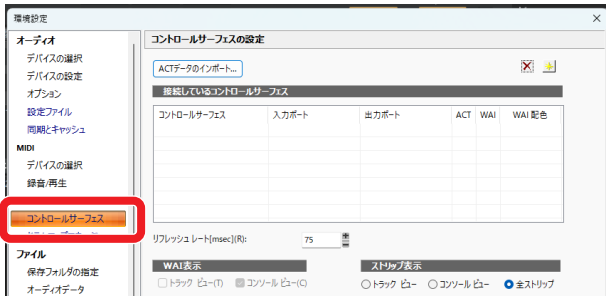 環境設定
オーディオ
デバイスの選択
デバイスの設定
オプション
設定ファイル
同期とキャッシュ
MIDI
デバイスの選択
録音/再生
コントロールサーフェス
ファイル
保存フォルダの指定
オーディオデータ
コントロールサーフェスの設定
ACTデータのインポート...
接続しているコントロールサーフェス
コントロールサーフェス 入力ポート 出力ポート ACT WAI WAI 配色
リフレッシュ レート[msec](R): 75
WAI表示
トラック ビュー(T) コンソール ビュー(C)
ストリップ表示
トラック ビュー コンソール ビュー 全ストリップ